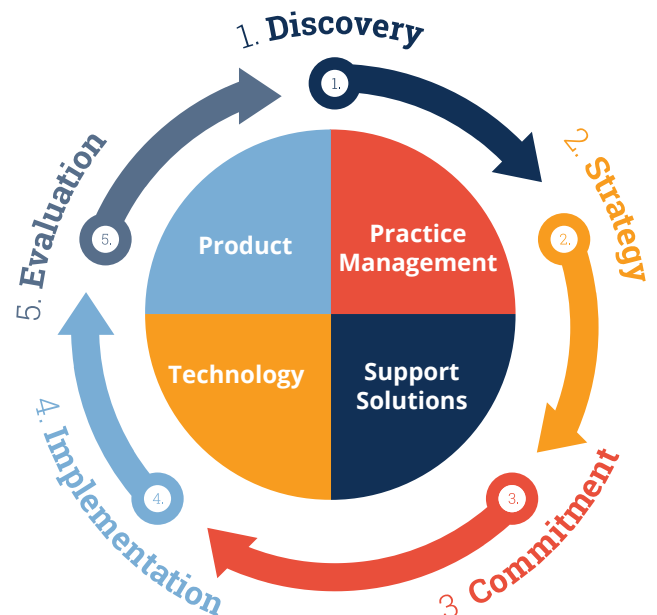 1. Discovery
1.
2. Strategy
2.
3. Commitment
3.
4. Implementation
4.
5. Evaluation
5.
Product
Practice
Management
Technology
Support
Solutions